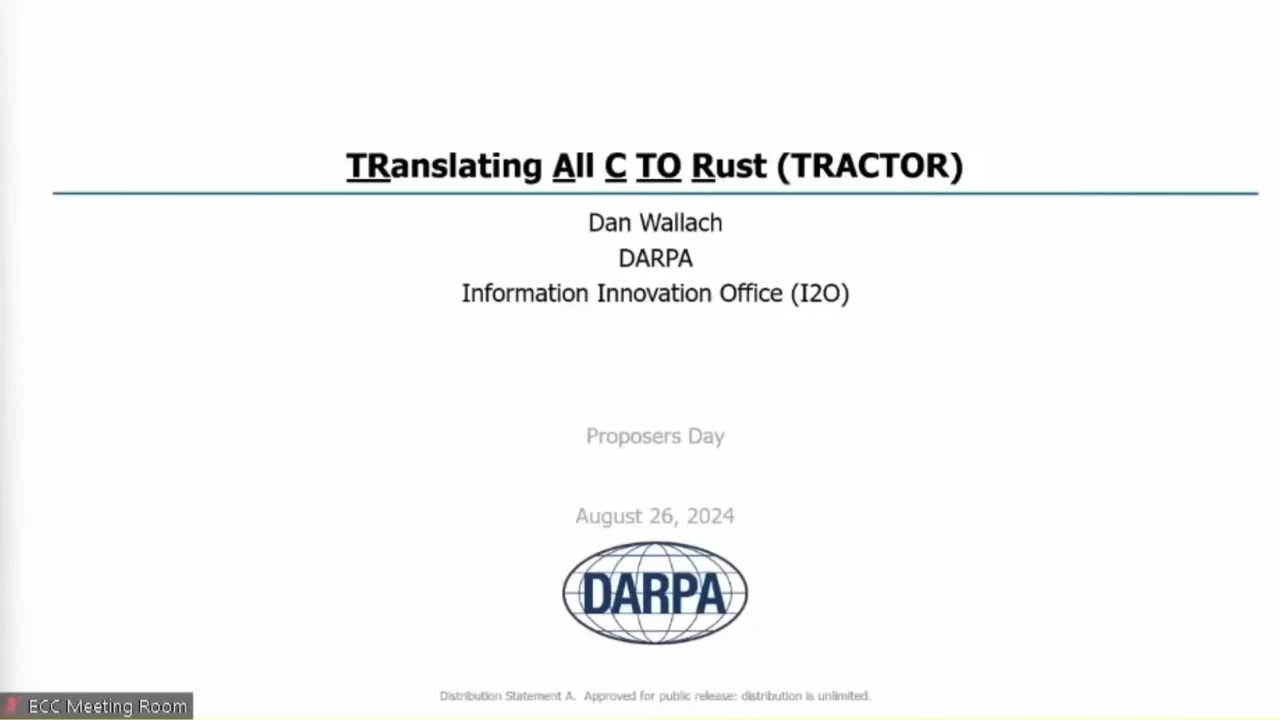 TRanslating All C TO Rust (TRACTOR)
Dan Wallach
DARPA
Information Innovation Office (I2O)
Proposers Day
August 26, 2024
DARPA
Distribution Statement A. Approved for public release: distribution is unlimited.
ECC Meeting Room